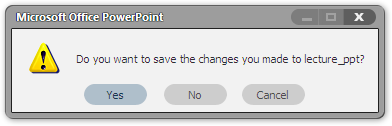 Microsoft Office PowerPoint
Do you want to save the changes you made to lecture_ppt?
Yes No Cancel